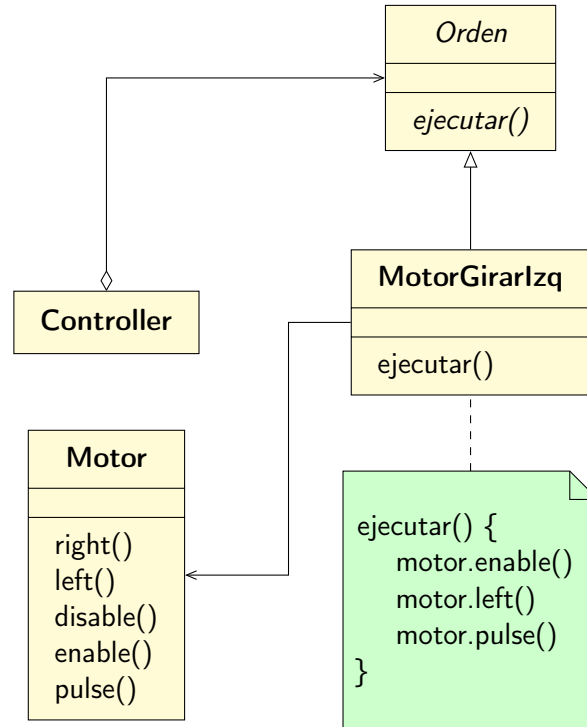 Orden
ejecutar()
Controller
MotorGirarIzq
ejecutar()
Motor
right()
left()
disable()
enable()
pulse()
ejecutar() {
motor.enable()
motor.left()
motor.pulse()
}